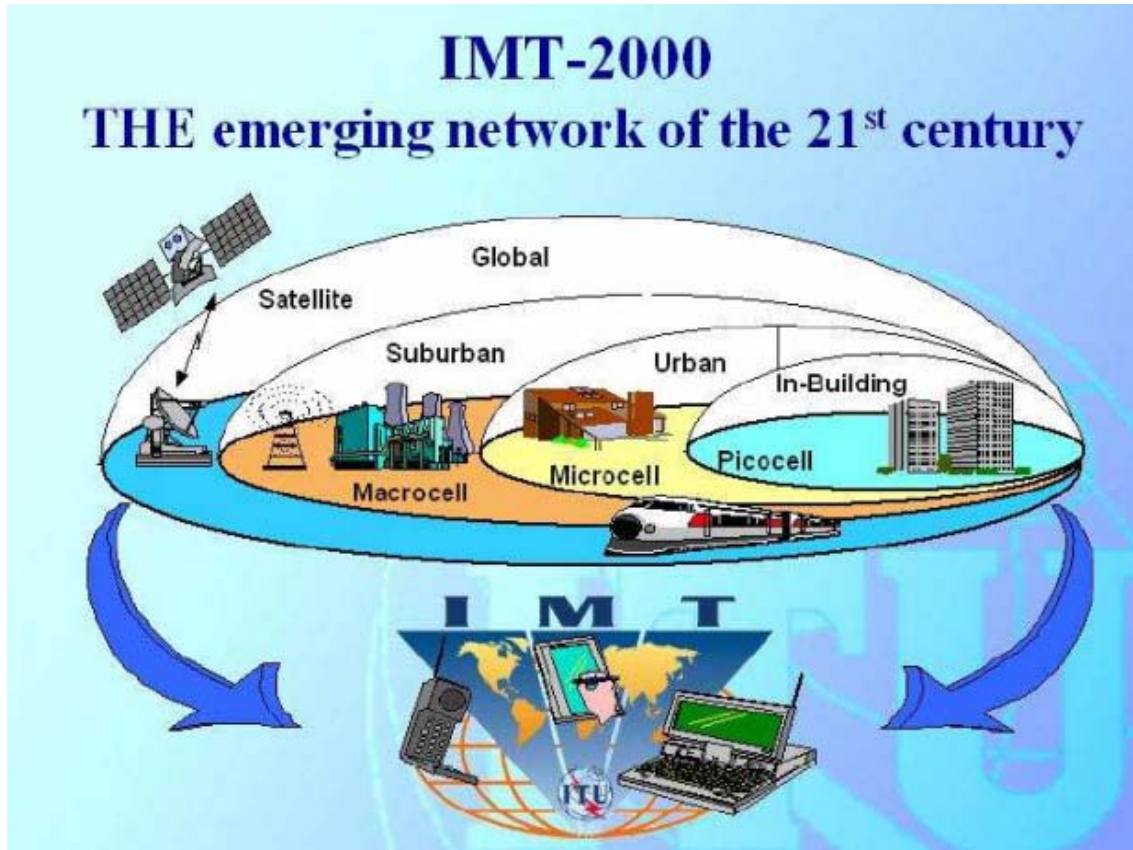 IMT-2000
THE emerging network of the 21st century
Global
Satellite
Suburban
Urban
In-Building
Macrocell
Microcell
Picocell
I M T
ITU